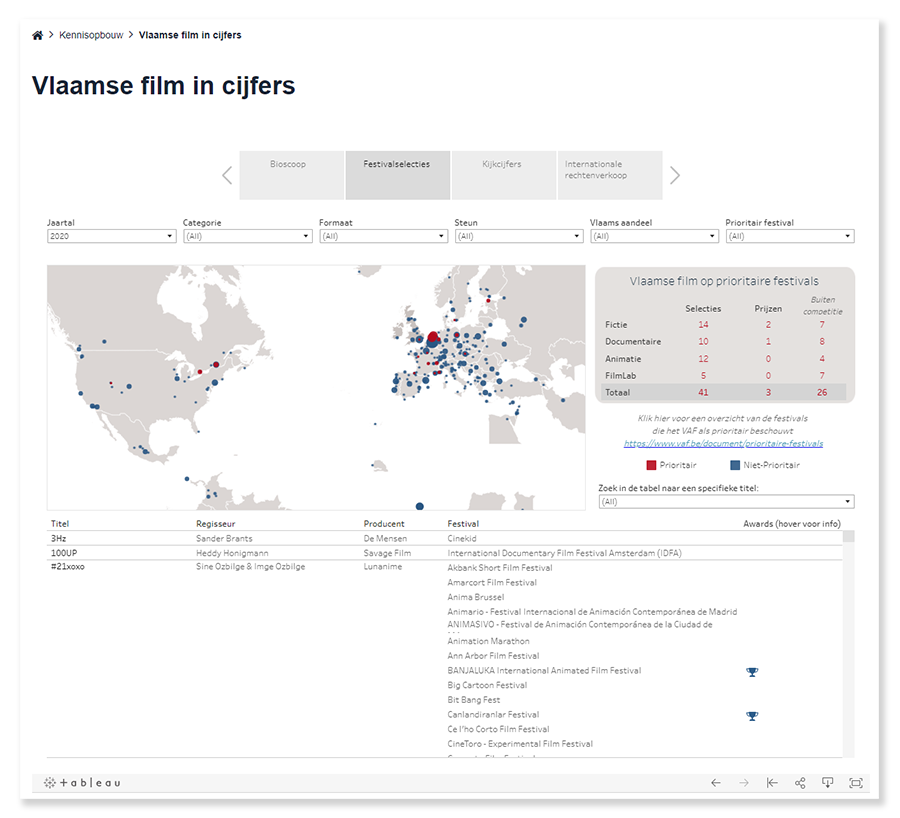 Kennisopbouw > Vlaamse film in cijfers
Vlaamse film in cijfers
Bioscoop
Festivalselecties
Kijkcijfers
Internationale
rechtenverkoop
Jaartal
2020
Categorie
(All)
Formaat
(All)
Steun
(All)
Vlaams aandeel
(All)
Prioritair festival
(All)
Vlaamse film op prioritaire festivals
Selecties Prijzen Buiten
competitie
Fictie 14 2 7
Documentaire 10 1 8
Animatie 12 0 4
FilmLab 5 0 7
Totaal 41 3 26
Klik hier voor een overzicht van de festivals
die het VAF als prioritair beschouwt
https://www.vaf.be/document/prioritaire-festivals
Prioritair Niet-Prioritair
Zoek in de tabel naar een specifieke titel:
(All)
Titel Regisseur Producent Festival Awards (hover voor info)
3Hz Sander Brants De Mensen Cinekid
100UP Heddy Honigmann Savage Film International Documentary Film Festival Amsterdam (IDFA)
#21xoxo Sine Ozbilge & Imge Ozbilge Lunanime Akbank Short Film Festival
Amarcort Film Festival
Anima Brussel
Animario - Festival Internacional de Animación Contemporánea de Madrid
ANIMASIVO - Festival de Animación Contemporánea de la Ciudad de
Animation Marathon
Ann Arbor Film Festival
BANJALUKA International Animated Film Festival
Big Cartoon Festival
Bit Bang Fest
Canlandiranlar Festival
Ce l'ho Corto Film Festival
CineToro - Experimental Film Festival
+ a b l e a u